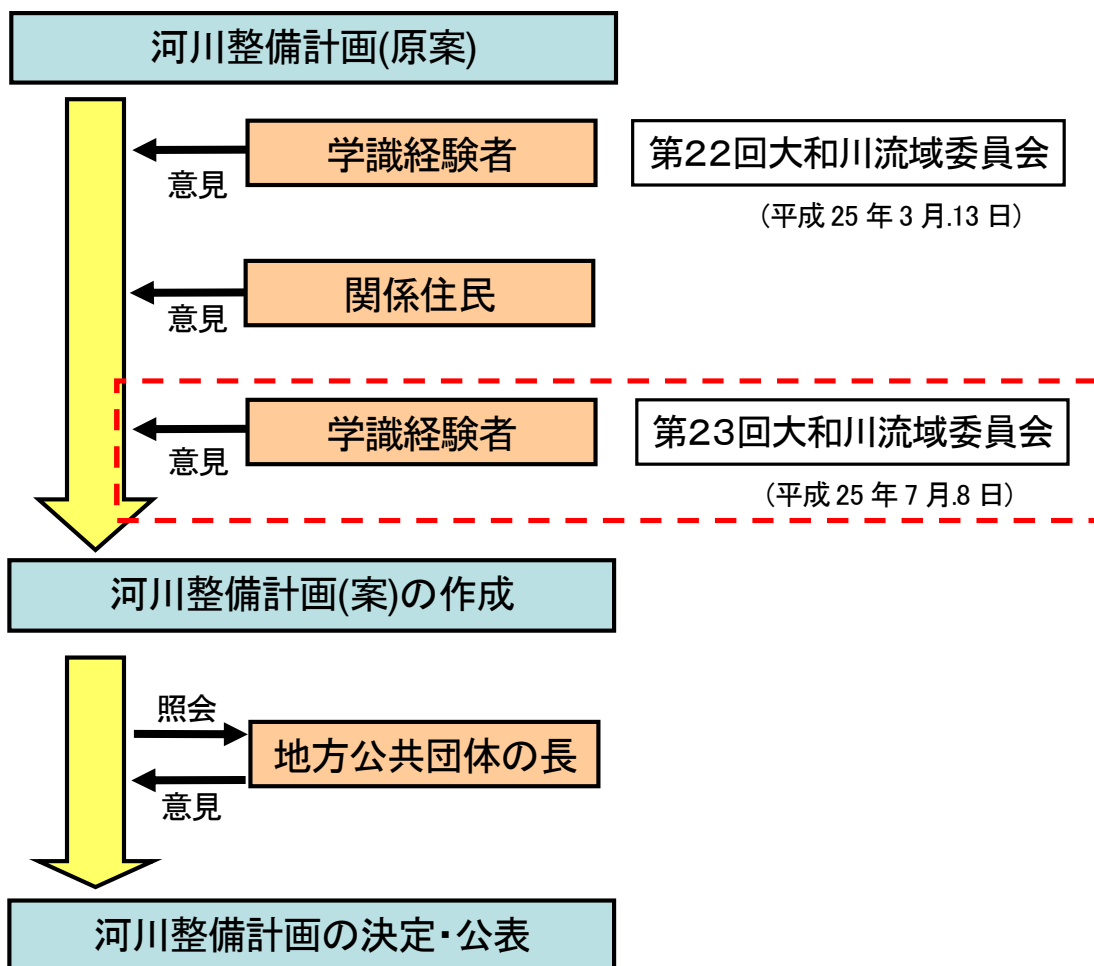 河川整備計画(原案)
学識経験者
第22回大和川流域委員会
意見
(平成 25 年 3 月.13 日)
関係住民
意見
学識経験者
第23回大和川流域委員会
意見
(平成 25 年 7 月.8 日)
河川整備計画(案)の作成
照会
地方公共団体の長
意見
河川整備計画の決定・公表